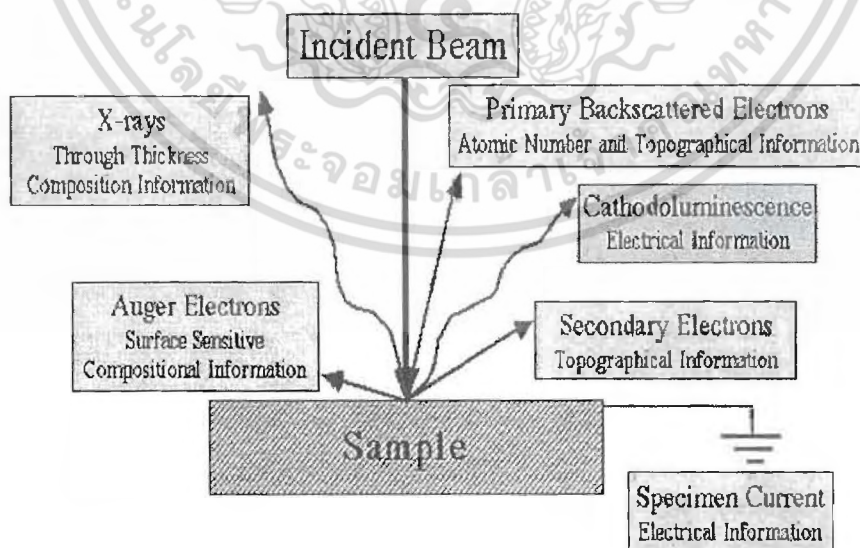 Incident Beam
X-rays
Through Thickness
Composition Information
Primary Backscattered Electrons
Atomic Number and Topographical Information
Cathodoluminescence
Electrical Information
Auger Electrons
Surface Sensitive
Compositional Information
Secondary Electrons
Topographical Information
Sample
Specimen Current
Electrical Information